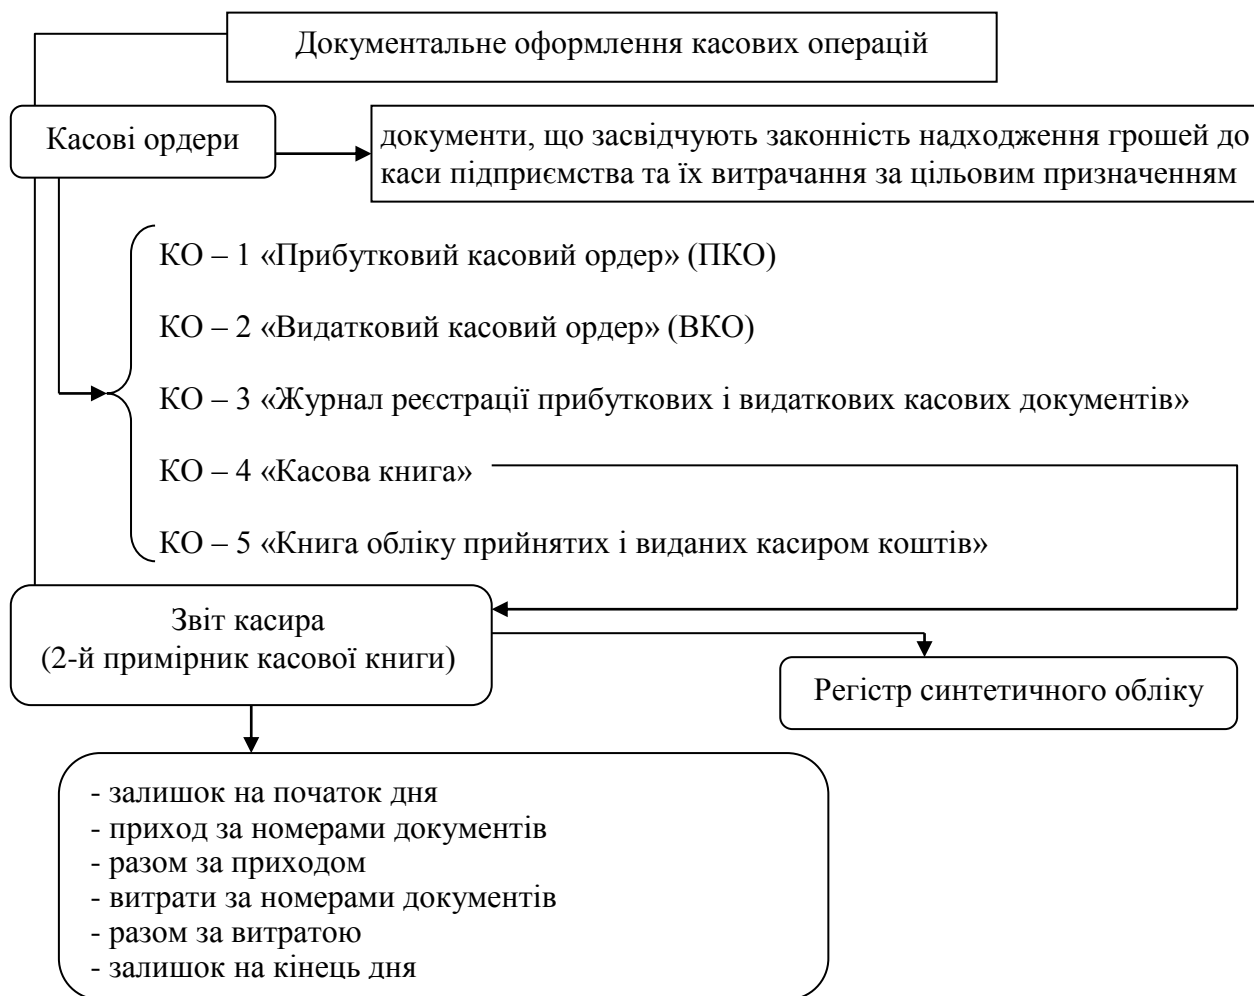 Документальне оформлення касових операцій
Касові ордери
документи, що засвідчують законність надходження грошей до
каси підприємства та їх витрачання за цільовим призначенням
КО – 1 «Прибутковий касовий ордер» (ПКО)
КО – 2 «Видатковий касовий ордер» (ВКО)
КО – 3 «Журнал реєстрації прибуткових і видаткових касових документів»
КО – 4 «Касова книга»
КО – 5 «Книга обліку прийнятих і виданих касиром коштів»
Звіт касира
(2-й примірник касової книги)
Регістр синтетичного обліку
- залишок на початок дня
- приход за номерами документів
- разом за приходом
- витрати за номерами документів
- разом за витратою
- залишок на кінець дня